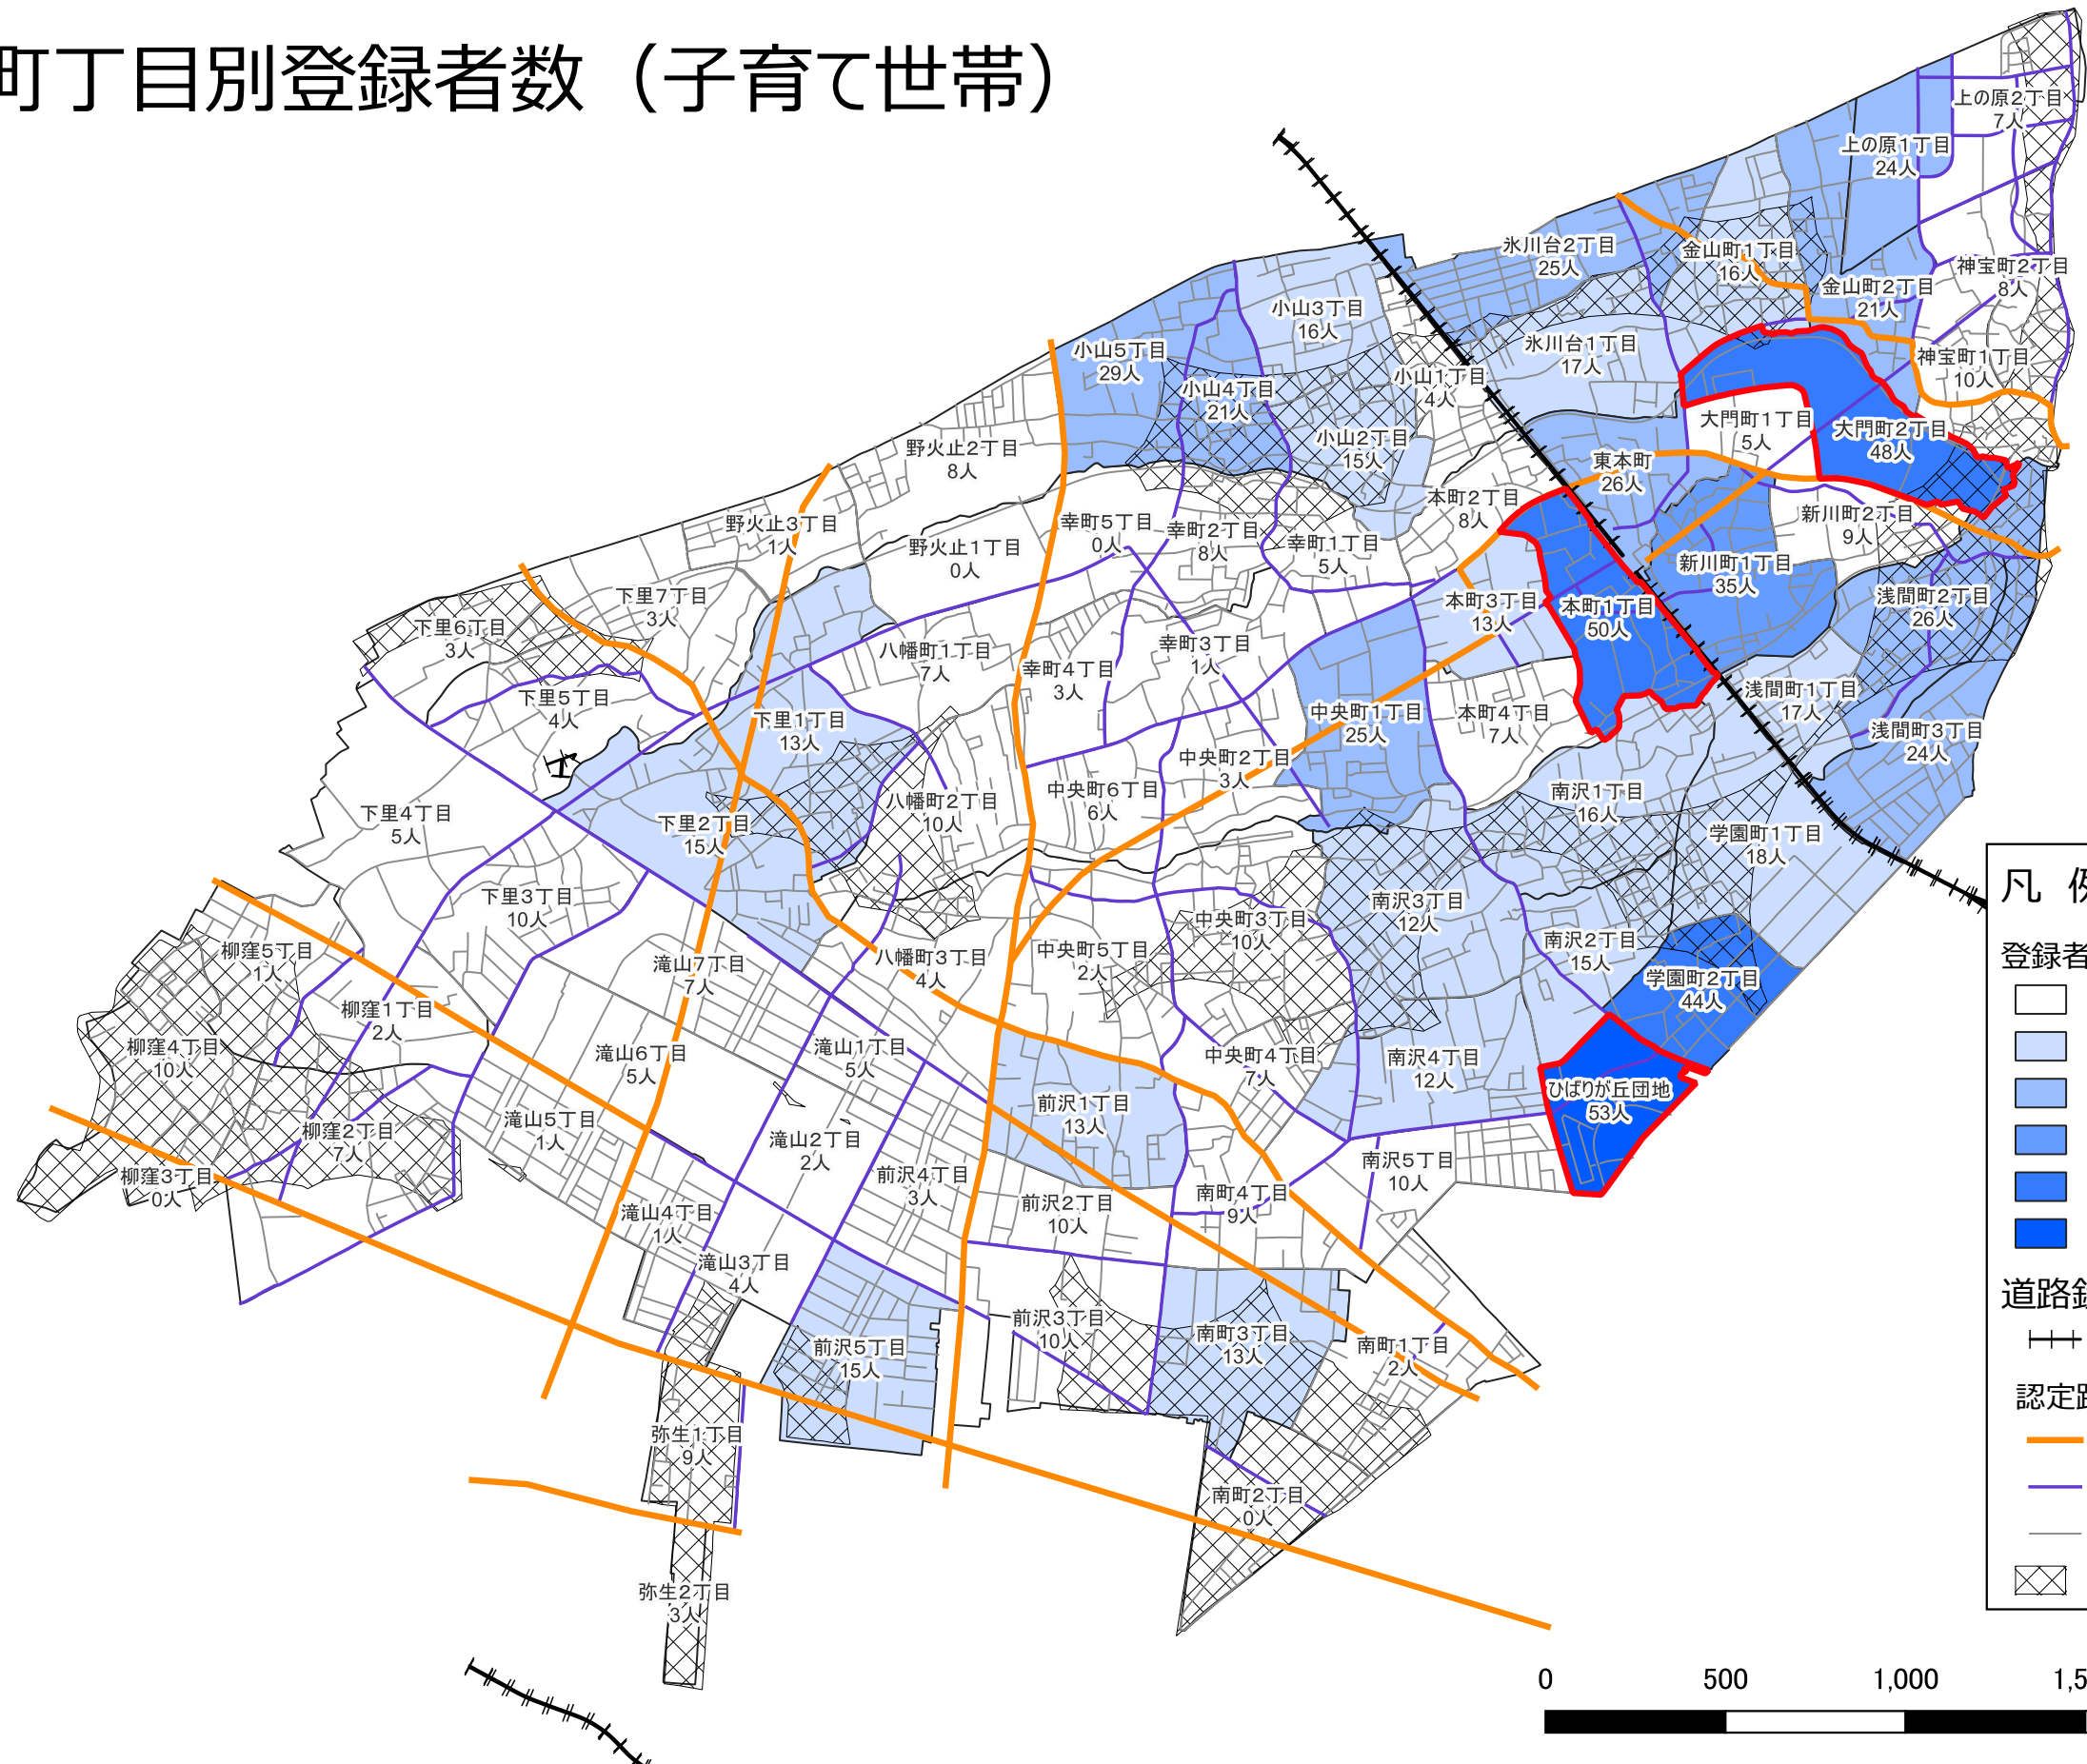 町丁目別登録者数（子育て世帯）
上の原2丁目
7人
上の原1丁目
24人
氷川台2丁目
25人
金山町1丁目
16人
神宝町2丁目
8人
金山町2丁目
21人
小山3丁目
16人
氷川台1丁目
17人
小山5丁目
29人
神宝町1丁目
10人
小山1丁目
4人
小山4丁目
21人
大門町1丁目
5人
大門町2丁目
48人
小山2丁目
15人
野火止2丁目
8人
東本町
26人
本町2丁目
8人
新川町2丁目
9人
野火止3丁目
1人
幸町5丁目
0人
幸町2丁目
8人
幸町1丁目
5人
野火止1丁目
0人
新川町1丁目
35人
下里7丁目
3人
浅間町2丁目
26人
本町3丁目
13人
本町1丁目
50人
下里6丁目
3人
八幡町1丁目
7人
幸町3丁目
1人
幸町4丁目
3人
浅間町1丁目
17人
下里5丁目
4人
下里1丁目
13人
中央町1丁目
25人
本町4丁目
7人
浅間町3丁目
24人
中央町2丁目
3人
中央町6丁目
6人
南沢1丁目
16人
八幡町2丁目
10人
下里4丁目
5人
下里2丁目
15人
学園町1丁目
18人
凡 例
下里3丁目
10人
南沢3丁目
12人
中央町3丁目
10人
登録者
柳窪5丁目
1人
滝山7丁目
7人
八幡町3丁目
4人
中央町5丁目
2人
南沢2丁目
15人
学園町2丁目
44人
柳窪1丁目
2人
柳窪4丁目
10人
滝山6丁目
5人
滝山1丁目
5人
中央町4丁目
7人
南沢4丁目
12人
ひばりが丘団地
53人
前沢1丁目
13人
滝山5丁目
1人
柳窪2丁目
7人
滝山2丁目
2人
南沢5丁目
10人
柳窪3丁目
0人
前沢4丁目
3人
南町4丁目
9人
前沢2丁目
10人
滝山4丁目
1人
滝山3丁目
4人
道路
前沢3丁目
10人
南町3丁目
13人
南町1丁目
2人
前沢5丁目
15人
認定
弥生1丁目
9人
南町2丁目
0人
弥生2丁目
3人
0 500 1,000 1,5